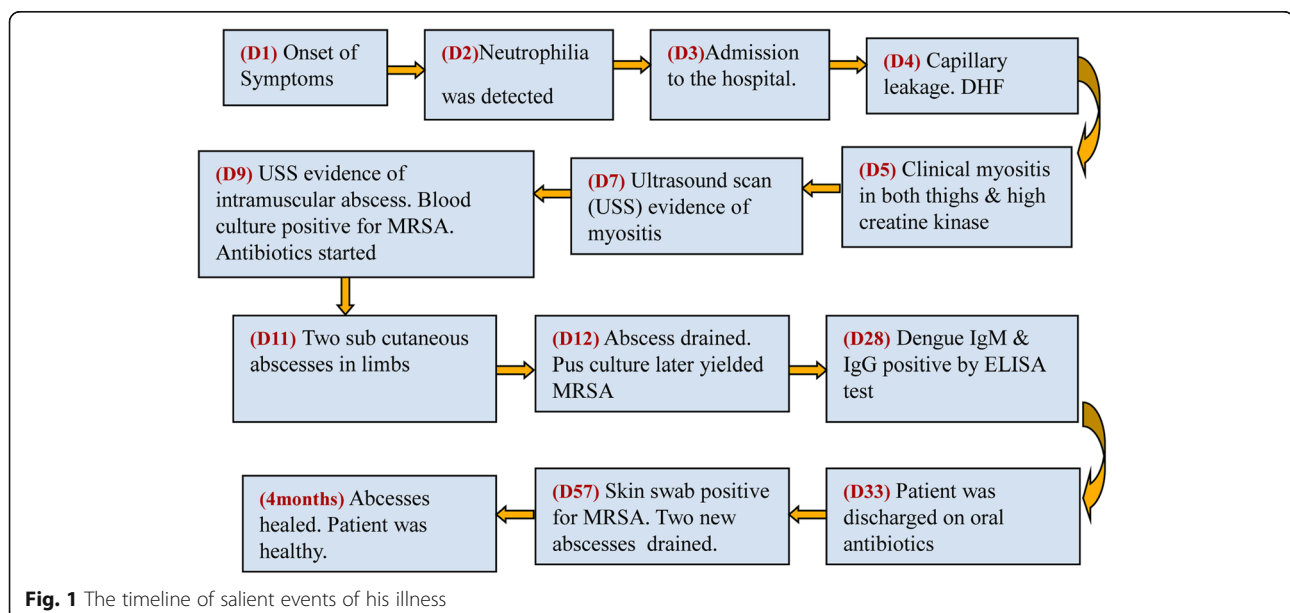 (D1) Onset of
Symptoms
(D2)Neutrophilia
was detected
(D3)Admission
to the hospital.
(D4) Capillary
leakage. DHF
(D5) Clinical myositis
in both thighs & high
creatine kinase
(D7) Ultrasound scan
(USS) evidence of
myositis
(D9) USS evidence of
intramuscular abscess. Blood
culture positive for MRSA.
Antibiotics started
(D11) Two sub cutaneous
abscesses in limbs
(D12) Abscess drained.
Pus culture later yielded
MRSA
(D28) Dengue IgM &
IgG positive by ELISA
test
(D33) Patient was
discharged on oral
antibiotics
(D57) Skin swab positive
for MRSA. Two new
abscesses drained.
(4months) Abcesses
healed. Patient was
healthy.
Fig. 1 The timeline of salient events of his illness